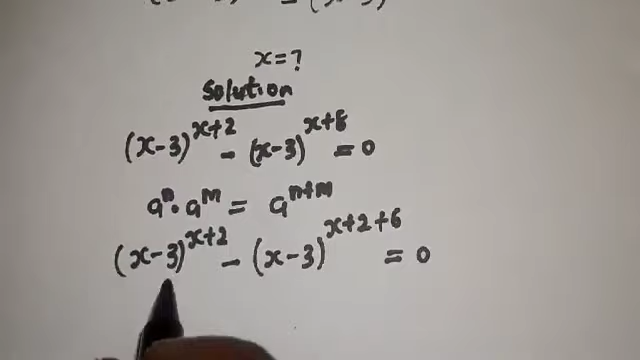 x=?
Solution
(x-3)^{x+2} - (x-3)^{x+8} = 0
a^n · a^m = a^{n+m}
(x-3)^{x+2} - (x-3)^{x+2+6} = 0